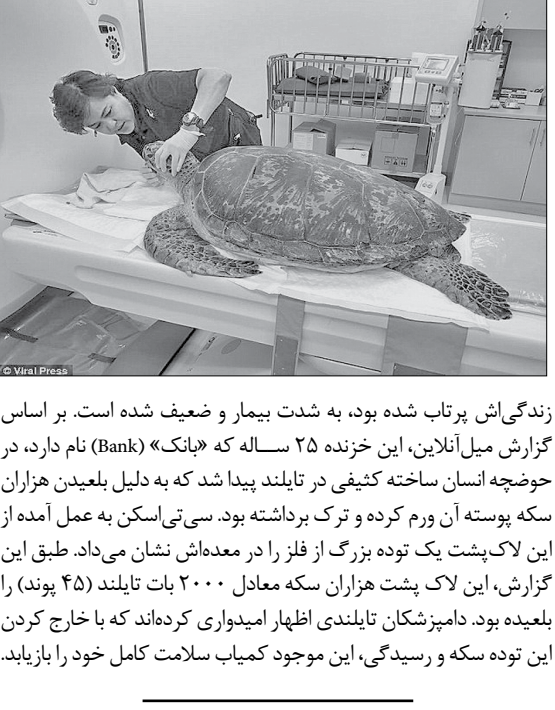 © Viral Press
زندگی‌اش پرتاب شده بود، به شدت بیمار و ضعیف شده است. بر اساس
گزارش میل‌آنلاین، این خزنده ۲۵ ســاله که «بانک» (Bank) نام دارد، در
حوضچه انسان ساخته کثیفی در تایلند پیدا شد که به دلیل بلعیدن هزاران
سکه پوسته آن ورم کرده و ترک برداشته بود. سی‌تی‌اسکن به عمل آمده از
این لاک‌پشت یک توده بزرگ از فلز را در معده‌اش نشان می‌داد. طبق این
گزارش، این لاک پشت هزاران سکه معادل ۲۰۰۰ بات تایلند (۴۵ پوند) را
بلعیده بود. دامپزشکان تایلندی اظهار امیدواری کرده‌اند که با خارج کردن
این توده سکه و رسیدگی، این موجود کمیاب سلامت کامل خود را بازیابد.